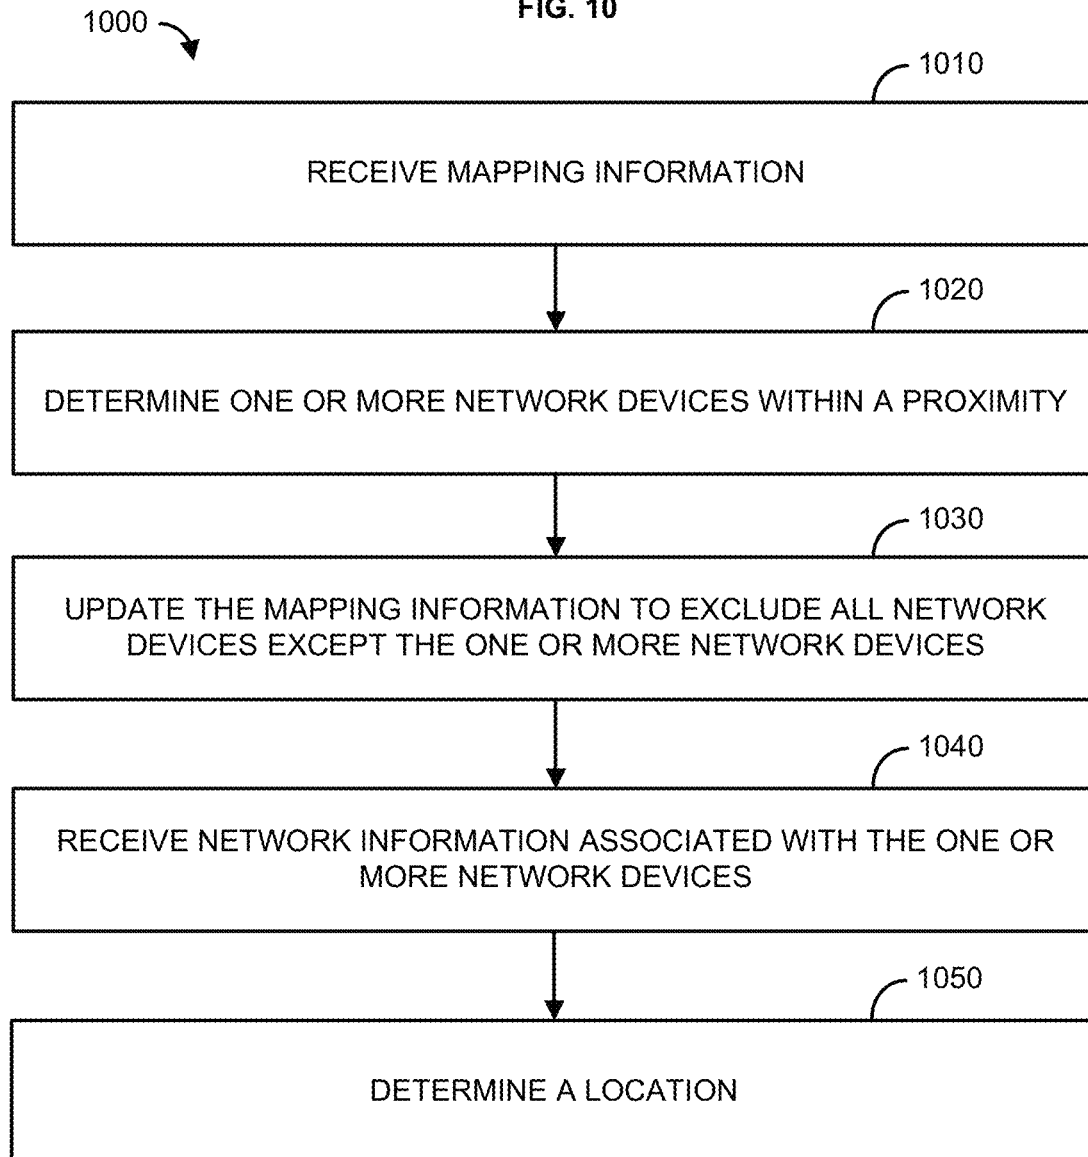 FIG. 10
1000
1010
RECEIVE MAPPING INFORMATION
1020
DETERMINE ONE OR MORE NETWORK DEVICES WITHIN A PROXIMITY
1030
UPDATE THE MAPPING INFORMATION TO EXCLUDE ALL NETWORK
DEVICES EXCEPT THE ONE OR MORE NETWORK DEVICES
1040
RECEIVE NETWORK INFORMATION ASSOCIATED WITH THE ONE OR
MORE NETWORK DEVICES
1050
DETERMINE A LOCATION